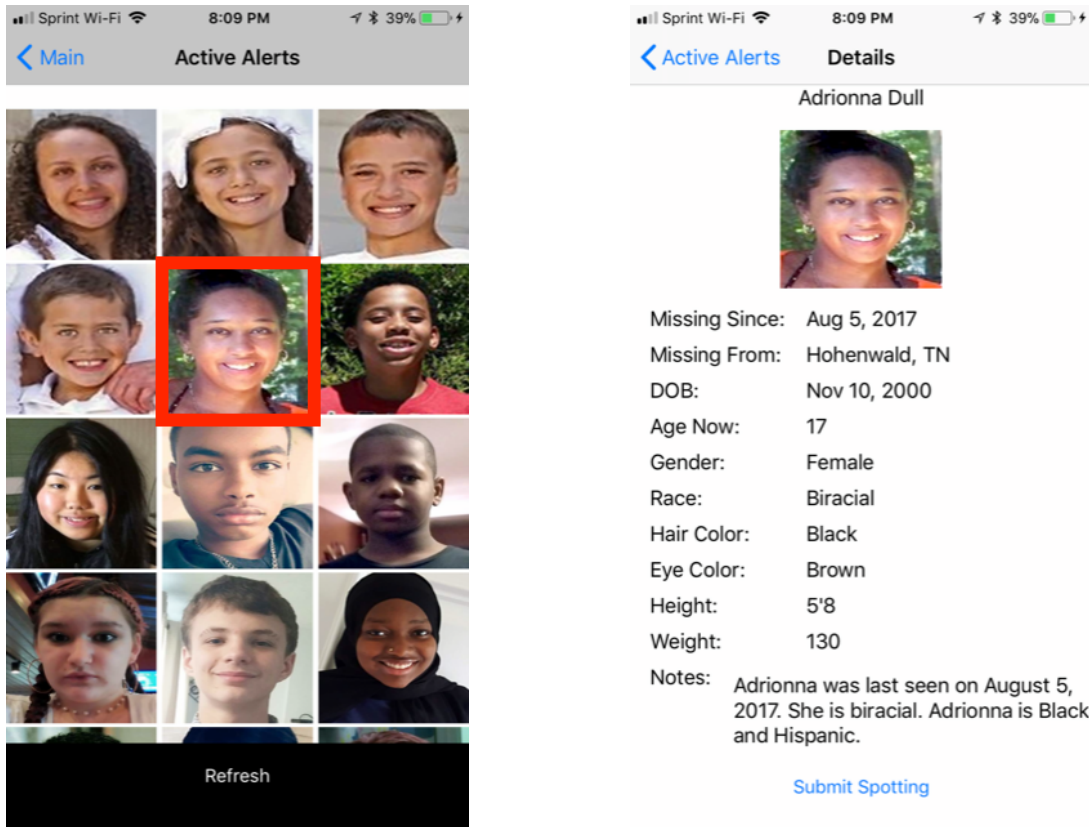 Sprint Wi-Fi 8:09 PM 39%
Main Active Alerts
Refresh
Sprint Wi-Fi 8:09 PM 39%
Active Alerts Details
Adrionna Dull
Missing Since: Aug 5, 2017
Missing From: Hohenwald, TN
DOB: Nov 10, 2000
Age Now: 17
Gender: Female
Race: Biracial
Hair Color: Black
Eye Color: Brown
Height: 5'8
Weight: 130
Notes: Adrionna was last seen on August 5,
2017. She is biracial. Adrionna is Black
and Hispanic.
Submit Spotting